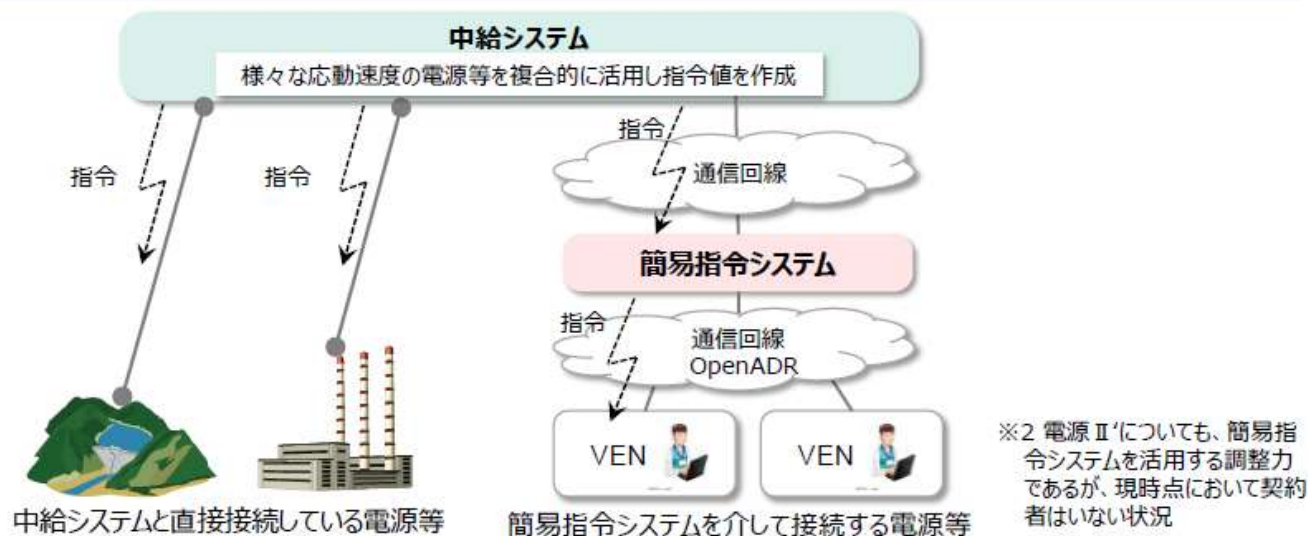 中給システム
様々な応動速度の電源等を複合的に活用し指令値を作成
指令
指令
指令
通信回線
簡易指令システム
指令
通信回線
OpenADR
VEN
VEN
中給システムと直接接続している電源等
簡易指令システムを介して接続する電源等
※2 電源Ⅱ'についても、簡易指
令システムを活用する調整力
であるが、現時点において契約
者はいない状況